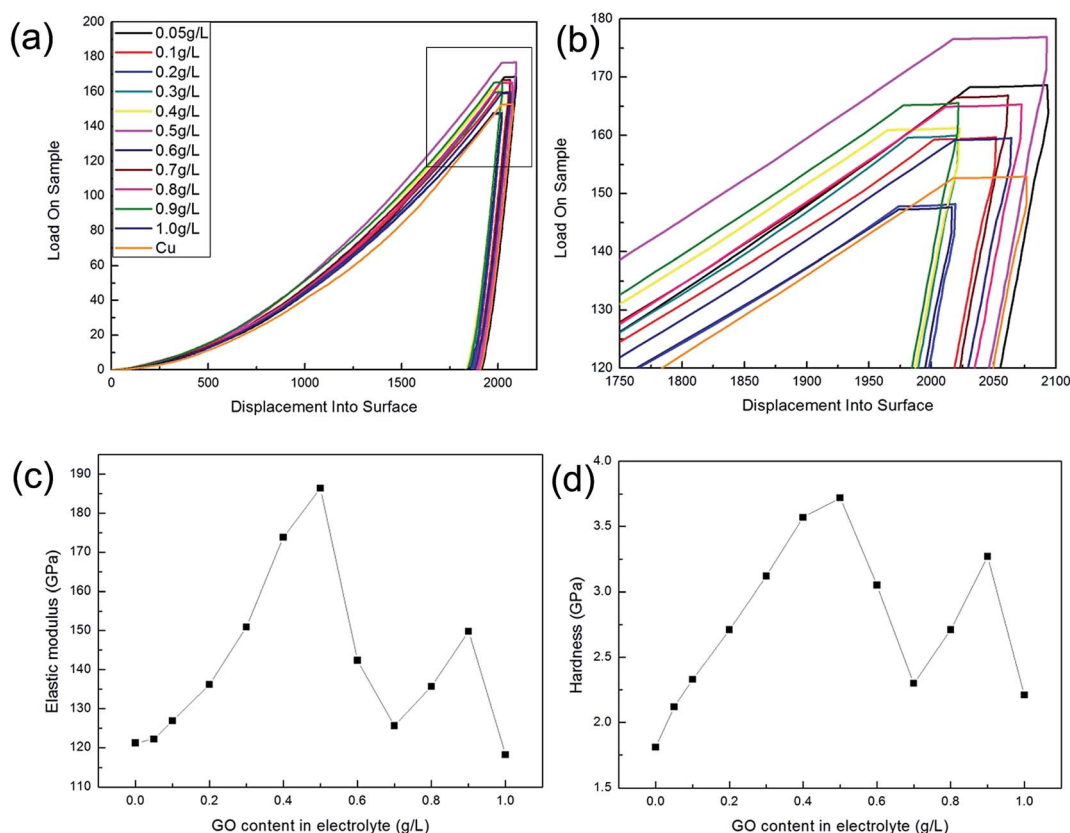 (a)
200
180
160
140
120
100
80
60
40
20
0
Load On Sample
0.05g/L
0.1g/L
0.2g/L
0.3g/L
0.4g/L
0.5g/L
0.6g/L
0.7g/L
0.8g/L
0.9g/L
1.0g/L
Cu
0 500 1000 1500 2000
Displacement Into Surface
(b)
180
170
160
150
140
130
120
Load On Sample
1750 1800 1850 1900 1950 2000 2050 2100
Displacement Into Surface
(c)
190
180
170
160
150
140
130
120
110
Elastic modulus (GPa)
0.0 0.2 0.4 0.6 0.8 1.0
GO content in electrolyte (g/L)
(d)
4.0
3.5
3.0
2.5
2.0
1.5
Hardness (GPa)
0.0 0.2 0.4 0.6 0.8 1.0
GO content in electrolyte (g/L)